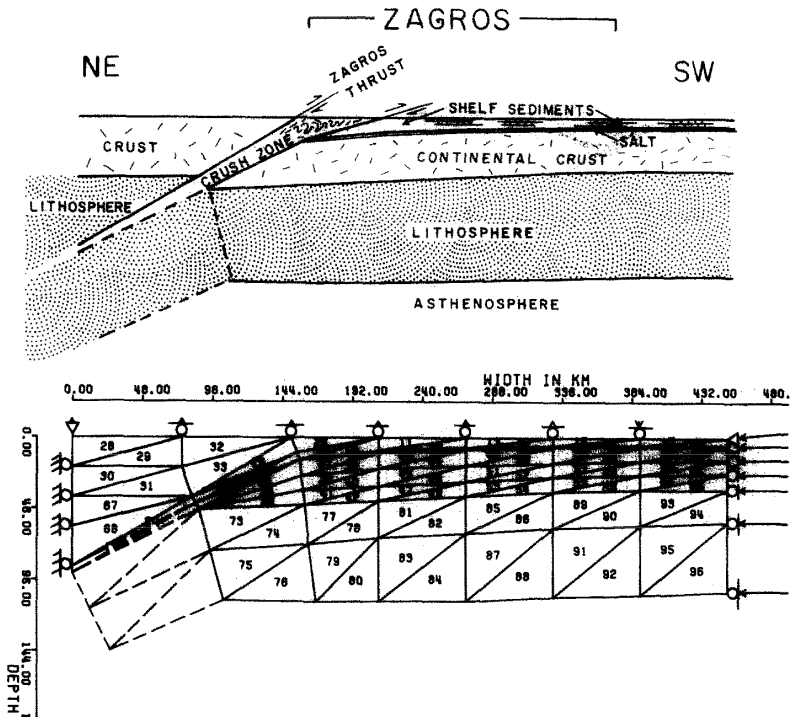 ZAGROS
NE
SW
ZAGROS
THRUST
SHELF SEDIMENTS
SALT
CRUST
CRUSH ZONE
CONTINENTAL CRUST
LITHOSPHERE
LITHOSPHERE
ASTHENOSPHERE
WIDTH IN KM
0.00 48.00 96.00 144.00 192.00 240.00 288.00 336.00 384.00 432.00 480.
0.00
48.00
96.00
144.00
DEPTH
28 29 32
30 31 33
67 68
73 74 77 78 81 82 85 86 89 90 93 94
75 76 79 80 83 84 87 88 91 92 95 96